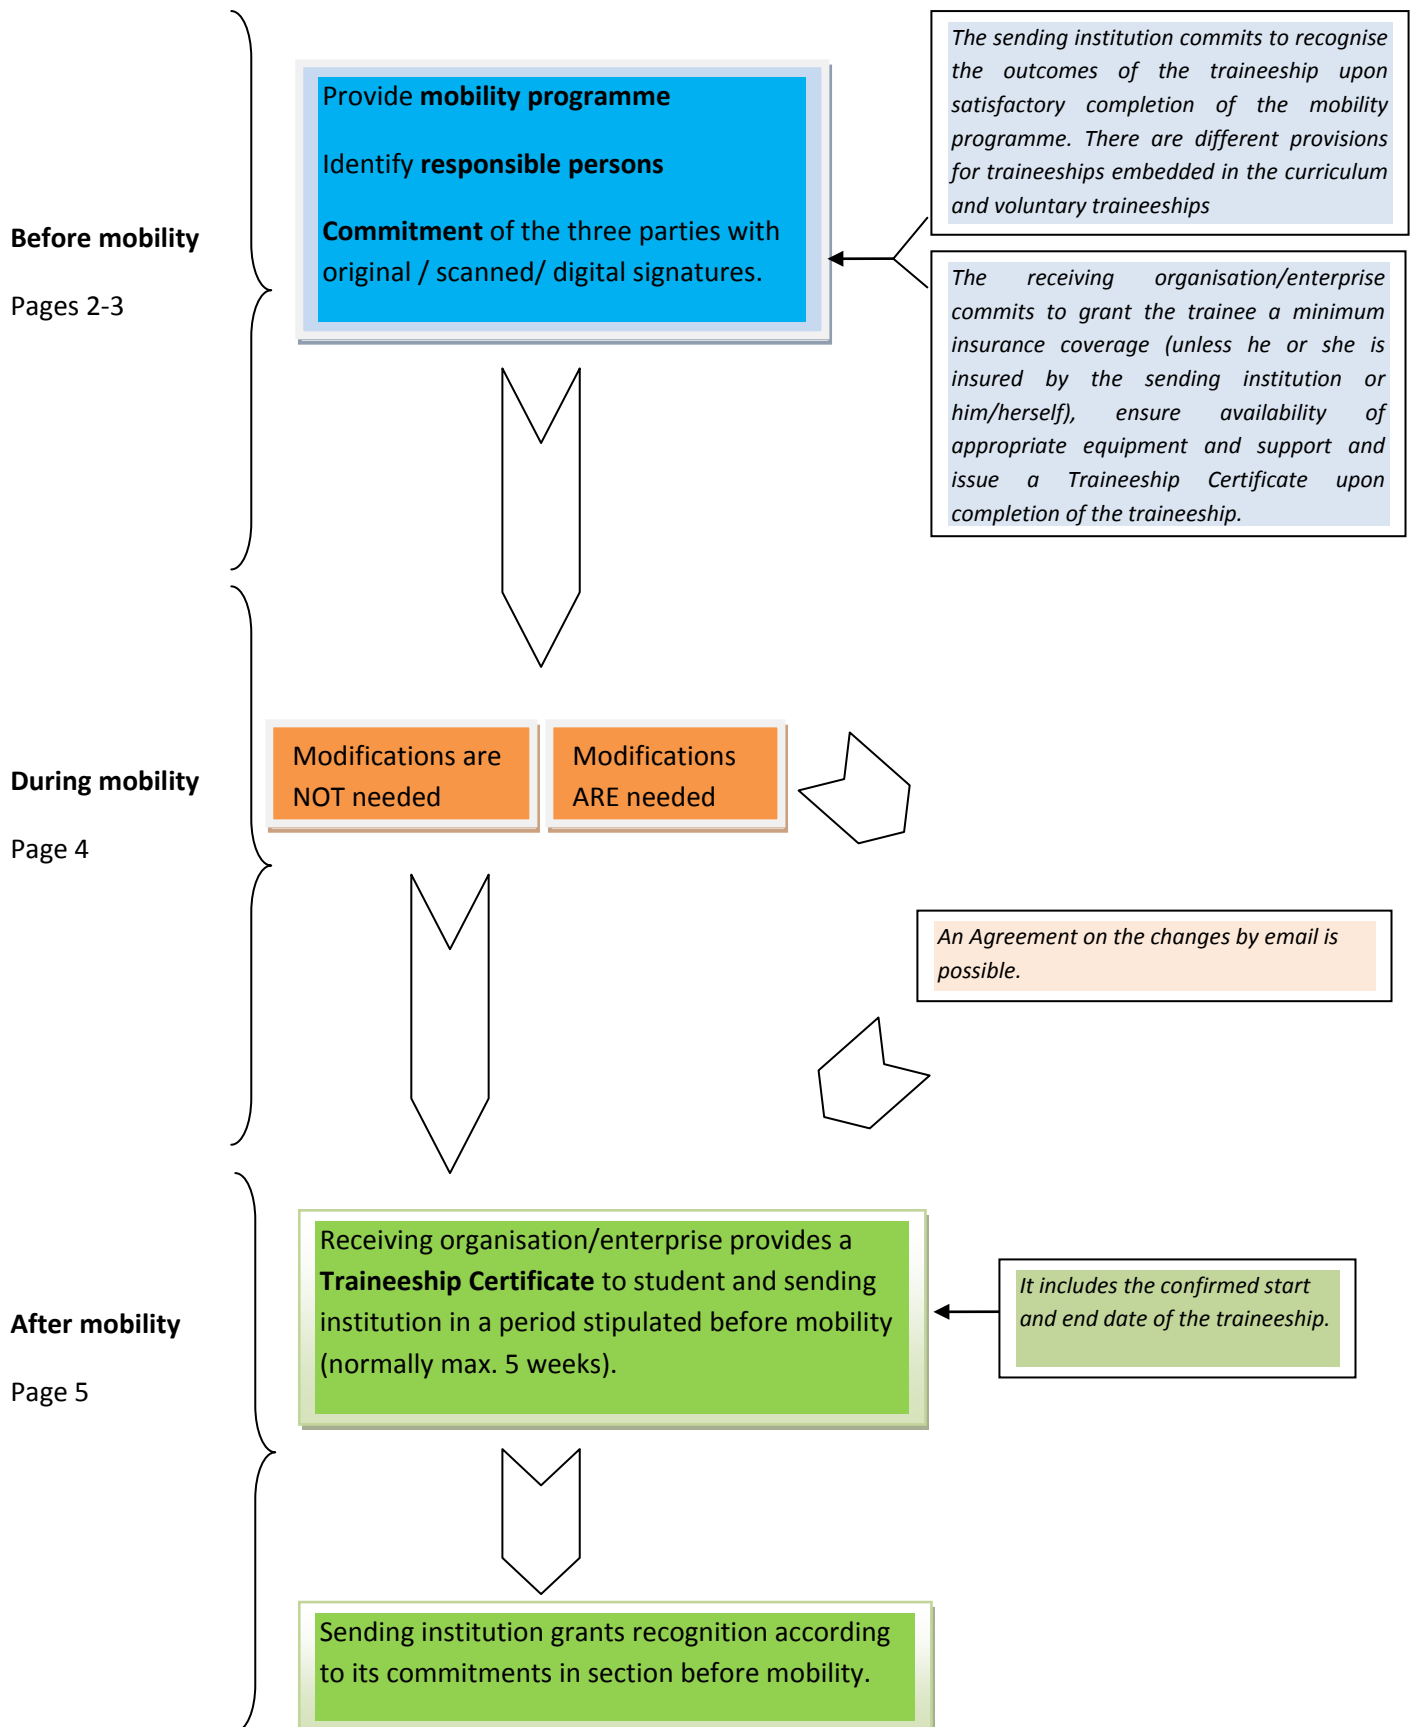 Before mobility
Pages 2-3
Provide mobility programme
Identify responsible persons
Commitment of the three parties with
original / scanned/ digital signatures.
The sending institution commits to recognise
the outcomes of the traineeship upon
satisfactory completion of the mobility
programme. There are different provisions
for traineeships embedded in the curriculum
and voluntary traineeships
The receiving organisation/enterprise
commits to grant the trainee a minimum
insurance coverage (unless he or she is
insured by the sending institution or
him/herself), ensure availability of
appropriate equipment and support and
issue a Traineeship Certificate upon
completion of the traineeship.
During mobility
Page 4
Modifications are
NOT needed
Modifications
ARE needed
An Agreement on the changes by email is
possible.
After mobility
Page 5
Receiving organisation/enterprise provides a
Traineeship Certificate to student and sending
institution in a period stipulated before mobility
(normally max. 5 weeks).
It includes the confirmed start
and end date of the traineeship.
Sending institution grants recognition according
to its commitments in section before mobility.